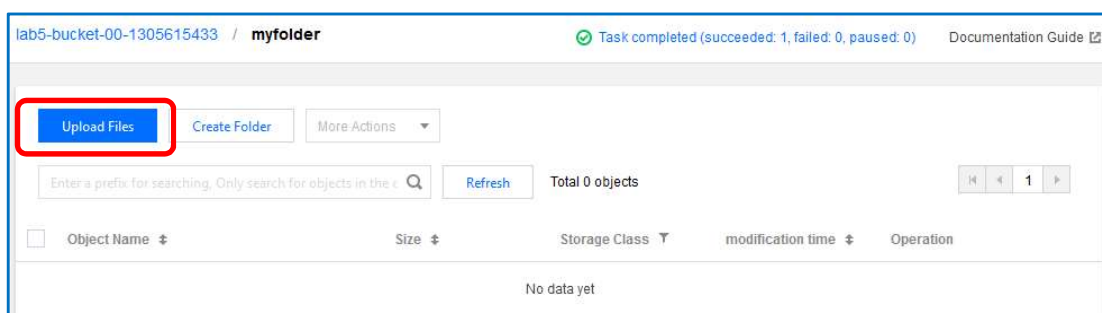 lab5-bucket-00-1305615433 / myfolder Task completed (succeeded: 1, failed: 0, paused: 0) Documentation Guide
Upload Files Create Folder More Actions
Enter a prefix for searching, Only search for objects in the c Refresh Total 0 objects 1
Object Name Size Storage Class modification time Operation
No data yet